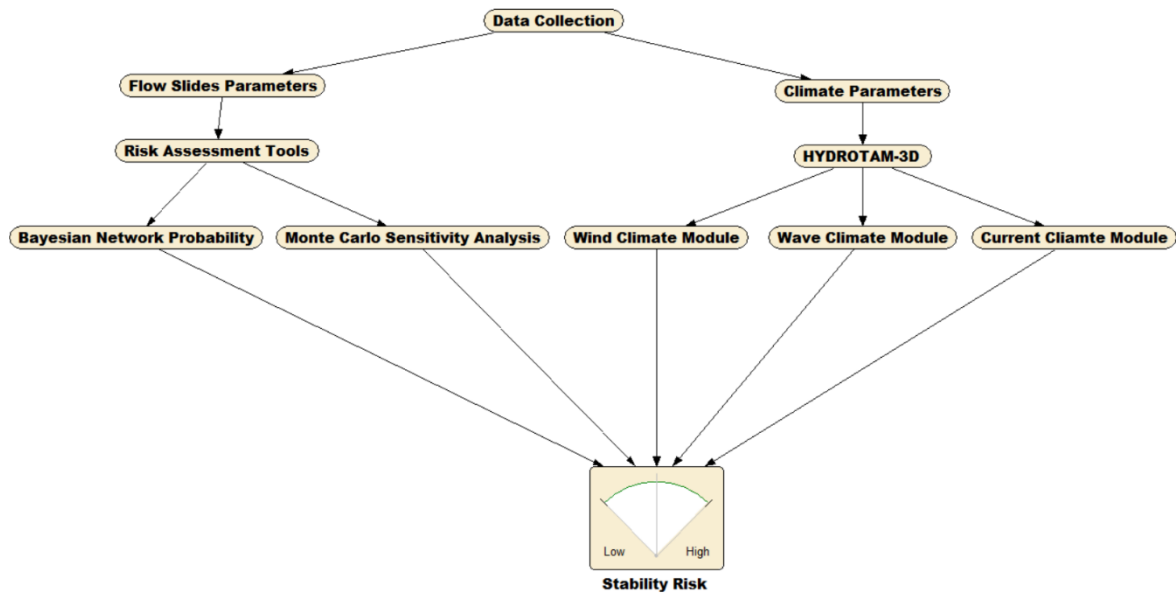 Data Collection
Flow Slides Parameters
Climate Parameters
Risk Assessment Tools
HYDROTAM-3D
Bayesian Network Probability
Monte Carlo Sensitivity Analysis
Wind Climate Module
Wave Climate Module
Current Cliamte Module
Low
High
Stability Risk